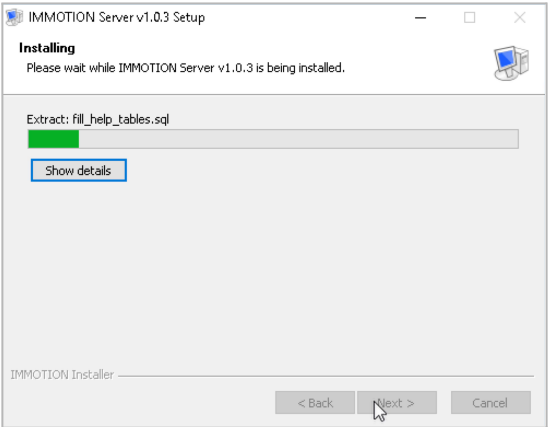 IMMOTION Server v1.0.3 Setup
Installing
Please wait while IMMOTION Server v1.0.3 is being installed.
Extract: fill_help_tables.sql
Show details
IMMOTION Installer
< Back Next > Cancel